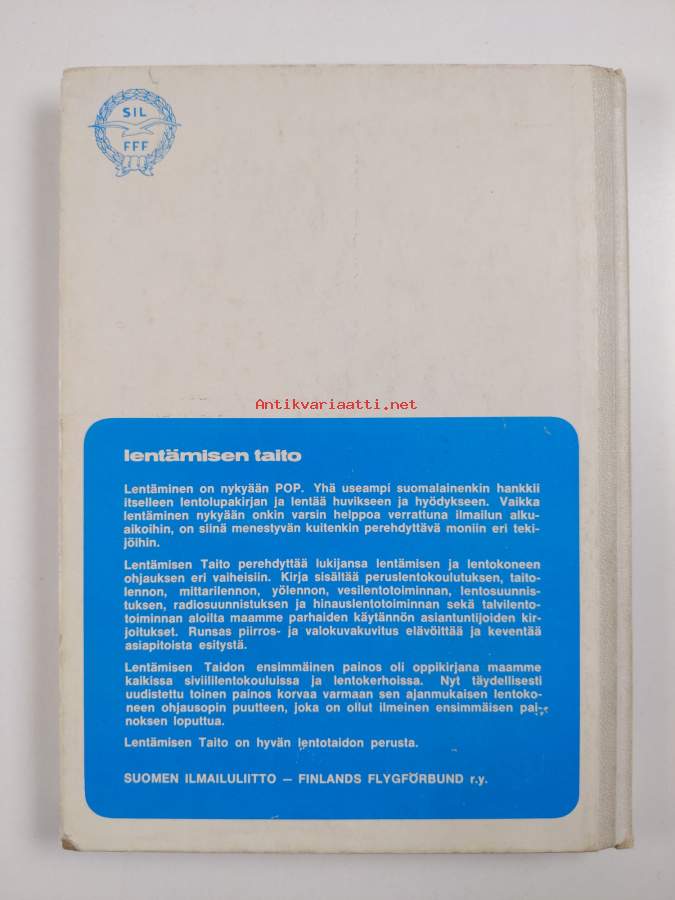 SIL
FFF
Antikvariaatti.net
lentämisen taito
Lentäminen on nykyään POP. Yhä useampi suomalainenkin hankkii
itselleen lentolupakirjan ja lentää huvikseen ja hyödykseen. Vaikka
lentäminen nykyään onkin varsin helppoa verrattuna ilmailun alku-
aikoihin, on siinä menestyvän kuitenkin perehdyttävä moniin eri teki-
jöihin.
Lentämisen Taito perehdyttää lukijansa lentämisen ja lentokoneen
ohjauksen eri vaiheisiin. Kirja sisältää peruslentokoulutuksen, taito-
lennon, mittarilennon, yölennon, vesilentotoiminnan, lentosuunnis-
tuksen, radiosuunnistuksen ja hinauslentotoiminnan sekä talvilento-
toiminnan aloilta maamme parhaiden käytännön asiantuntijoiden kir-
joitukset. Runsas piirros- ja valokuvakuvitus elävöittää ja keventää
asiapitoista esitystä.
Lentämisen Taidon ensimmäinen painos oli oppikirjana maamme
kaikissa siviililentokouluissa ja lentokerhoissa. Nyt täydellisesti
uudistettu toinen painos korvaa varmaan sen ajanmukaisen lentoko-
neen ohjausopin puutteen, joka on ollut ilmeinen ensimmäisen pai-
noksen loputtua.
Lentämisen Taito on hyvän lentotaidon perusta.
SUOMEN ILMAILULIITTO – FINLANDS FLYGFÖRBUND r.y.